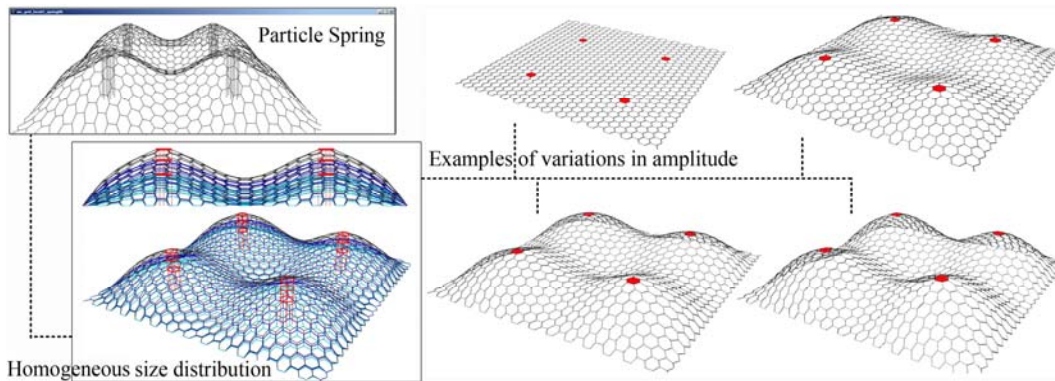 Particle Spring
Examples of variations in amplitude
Homogeneous size distribution